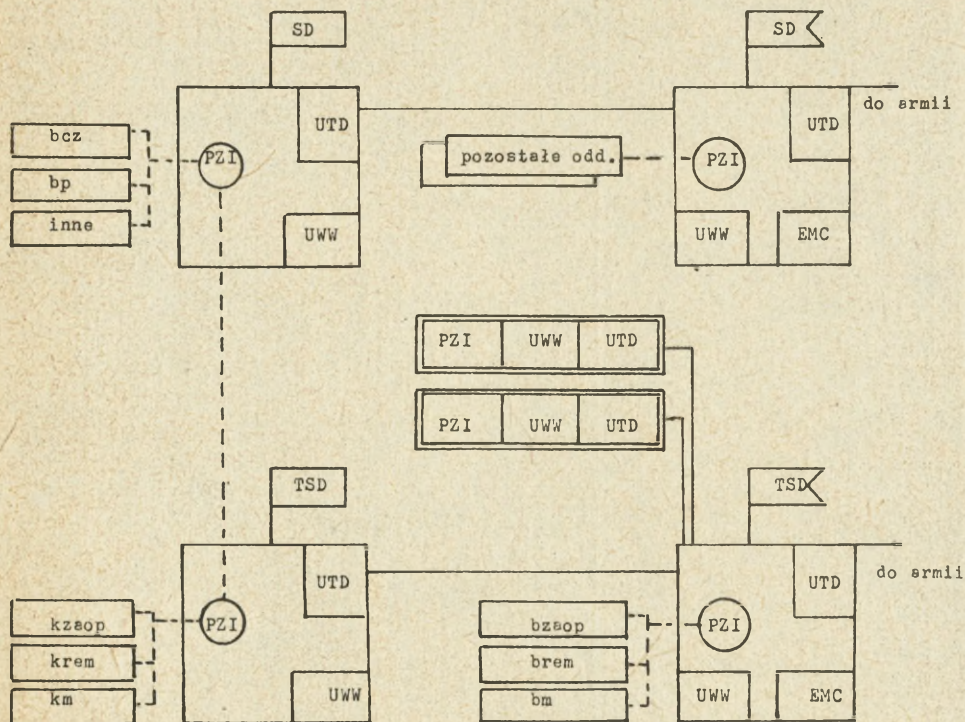 SD
SD
UTD
do armii
UTD
bcz
PZI
pozostałe odd.
PZI
bp
inne
UWW
UWW
EMC
PZI UWW UTD
PZI UWW UTD
TSD
TSD
UTD
UTD
do armii
kzaop
PZI
bzaop
PZI
krem
brem
km
UWW
bm
UWW
EMC